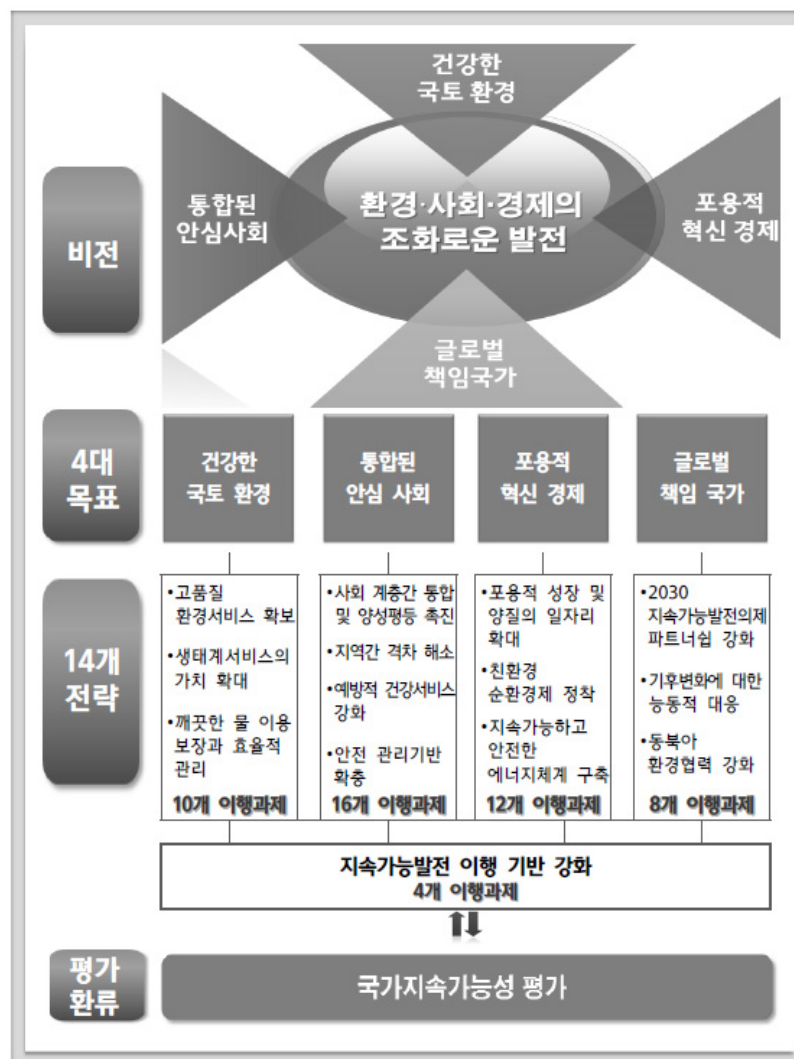 건강한
국토 환경
통합된
안심사회
환경·사회·경제의
조화로운 발전
포용적
혁신 경제
글로벌
책임국가
비전
4대
목표
건강한
국토 환경
통합된
안심 사회
포용적
혁신 경제
글로벌
책임 국가
14개
전략
•고품질
환경서비스 확보
•생태계서비스의
가치 확대
•깨끗한 물 이용
보장과 효율적
관리
10개 이행과제
•사회 계층간 통합
및 양성평등 촉진
•지역간 격차 해소
•예방적 건강서비스
강화
•안전 관리기반
확충
16개 이행과제
•포용적 성장 및
양질의 일자리
확대
•친환경
순환경제 정착
•지속가능하고
안전한
에너지체계 구축
12개 이행과제
•2030
지속가능발전의제
파트너쉽 강화
•기후변화에 대한
능동적 대응
•동북아
환경협력 강화
8개 이행과제
지속가능발전 이행 기반 강화
4개 이행과제
평가
환류
국가지속가능성 평가